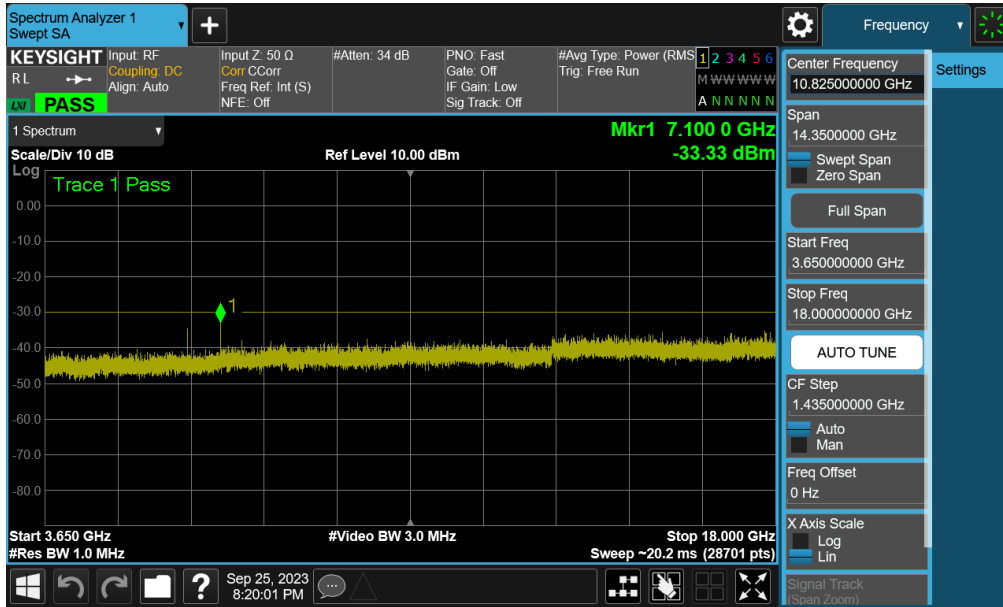 Spectrum Analyzer 1
Swept SA
Frequency
KEYSIGHT
R L
LXI
PASS
Input: RF
Coupling: DC
Align: Auto
Input Z: 50 Ω
Corr CCorr
Freq Ref: Int (S)
NFE: Off
#Atten: 34 dB
PNO: Fast
Gate: Off
IF Gain: Low
Sig Track: Off
#Avg Type: Power (RMS
Trig: Free Run
1 2 3 4 5 6
M W W W W W
A N N N N N
1 Spectrum
Mkr1 7.100 0 GHz
Scale/Div 10 dB
Ref Level 10.00 dBm
-33.33 dBm
Log
Trace 1 Pass
0.00
-10.0
-20.0
-30.0
1
-40.0
-50.0
-60.0
-70.0
-80.0
Start 3.650 GHz
#Video BW 3.0 MHz
Stop 18.000 GHz
#Res BW 1.0 MHz
Sweep ~20.2 ms (28701 pts)
?
Sep 25, 2023
8:20:01 PM
Center Frequency
10.825000000 GHz
Settings
Span
14.3500000 GHz
Swept Span
Zero Span
Full Span
Start Freq
3.650000000 GHz
Stop Freq
18.000000000 GHz
AUTO TUNE
CF Step
1.435000000 GHz
Auto
Man
Freq Offset
0 Hz
X Axis Scale
Log
Lin
Signal Track
(Span Zoom)